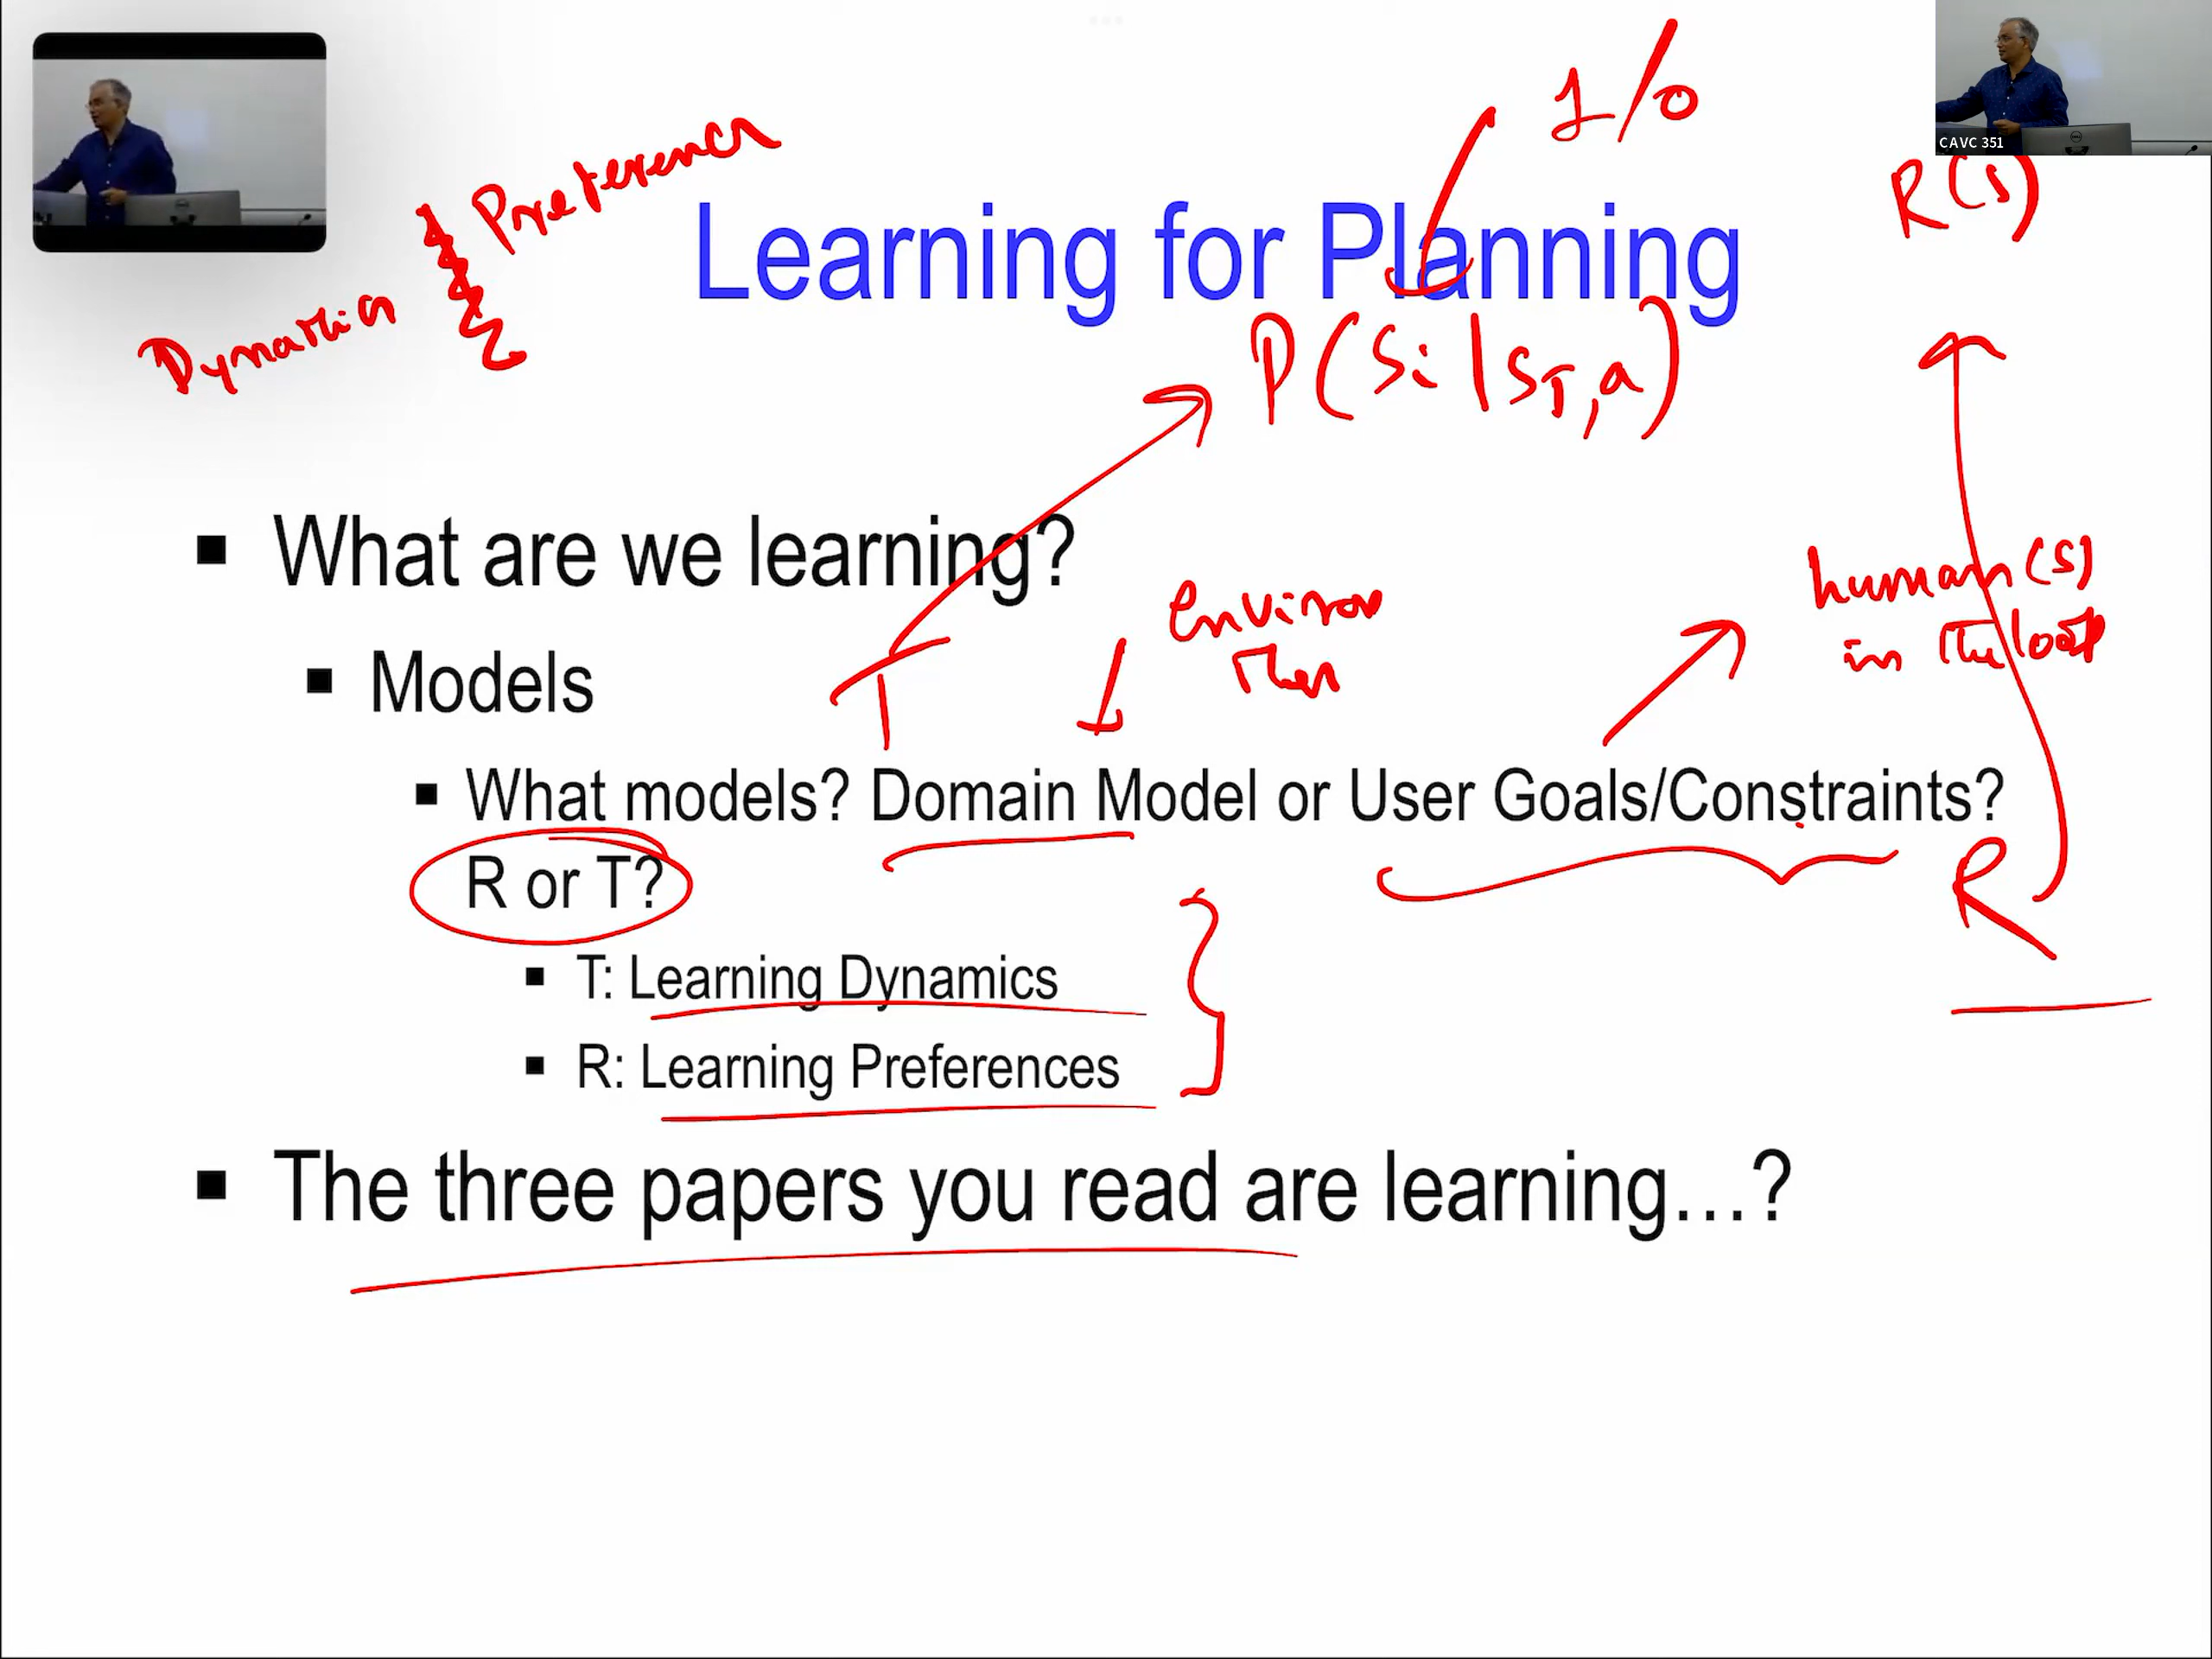 1/0
CAVC 351
R(s)
Preferences
Learning for Planning
Dynamics
P(Si | SJ, a)
What are we learning?
environ
human(s)
in the loop
Models
T
What models? Domain Model or User Goals/Constraints?
R or T?
R
T: Learning Dynamics
R: Learning Preferences
The three papers you read are learning…?